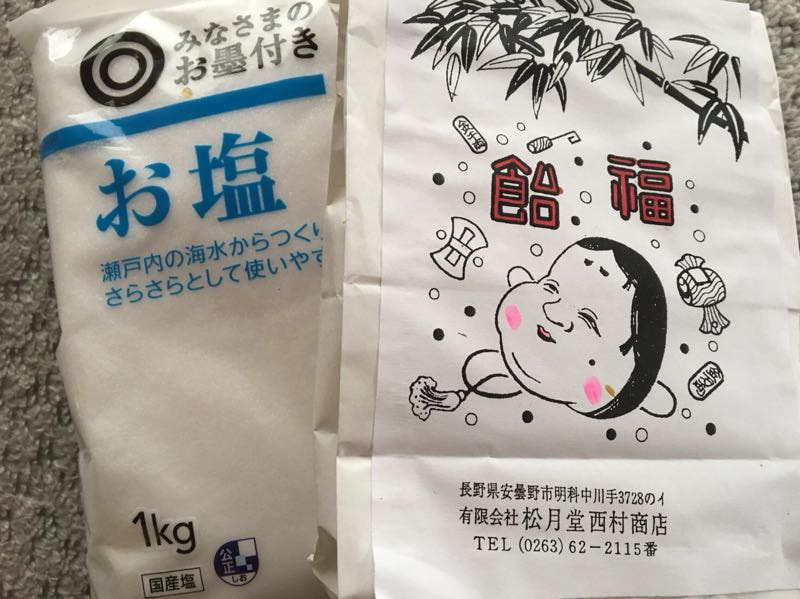 みなさまの
お墨付き
お塩
瀬戸内の海水からつくり
さらさらとして使いやす
1kg
国産塩
公正
しお
飴福
長野県安曇野市明科中川手3728のイ
有限会社 松月堂西村商店
TEL (0263) 62-2115番